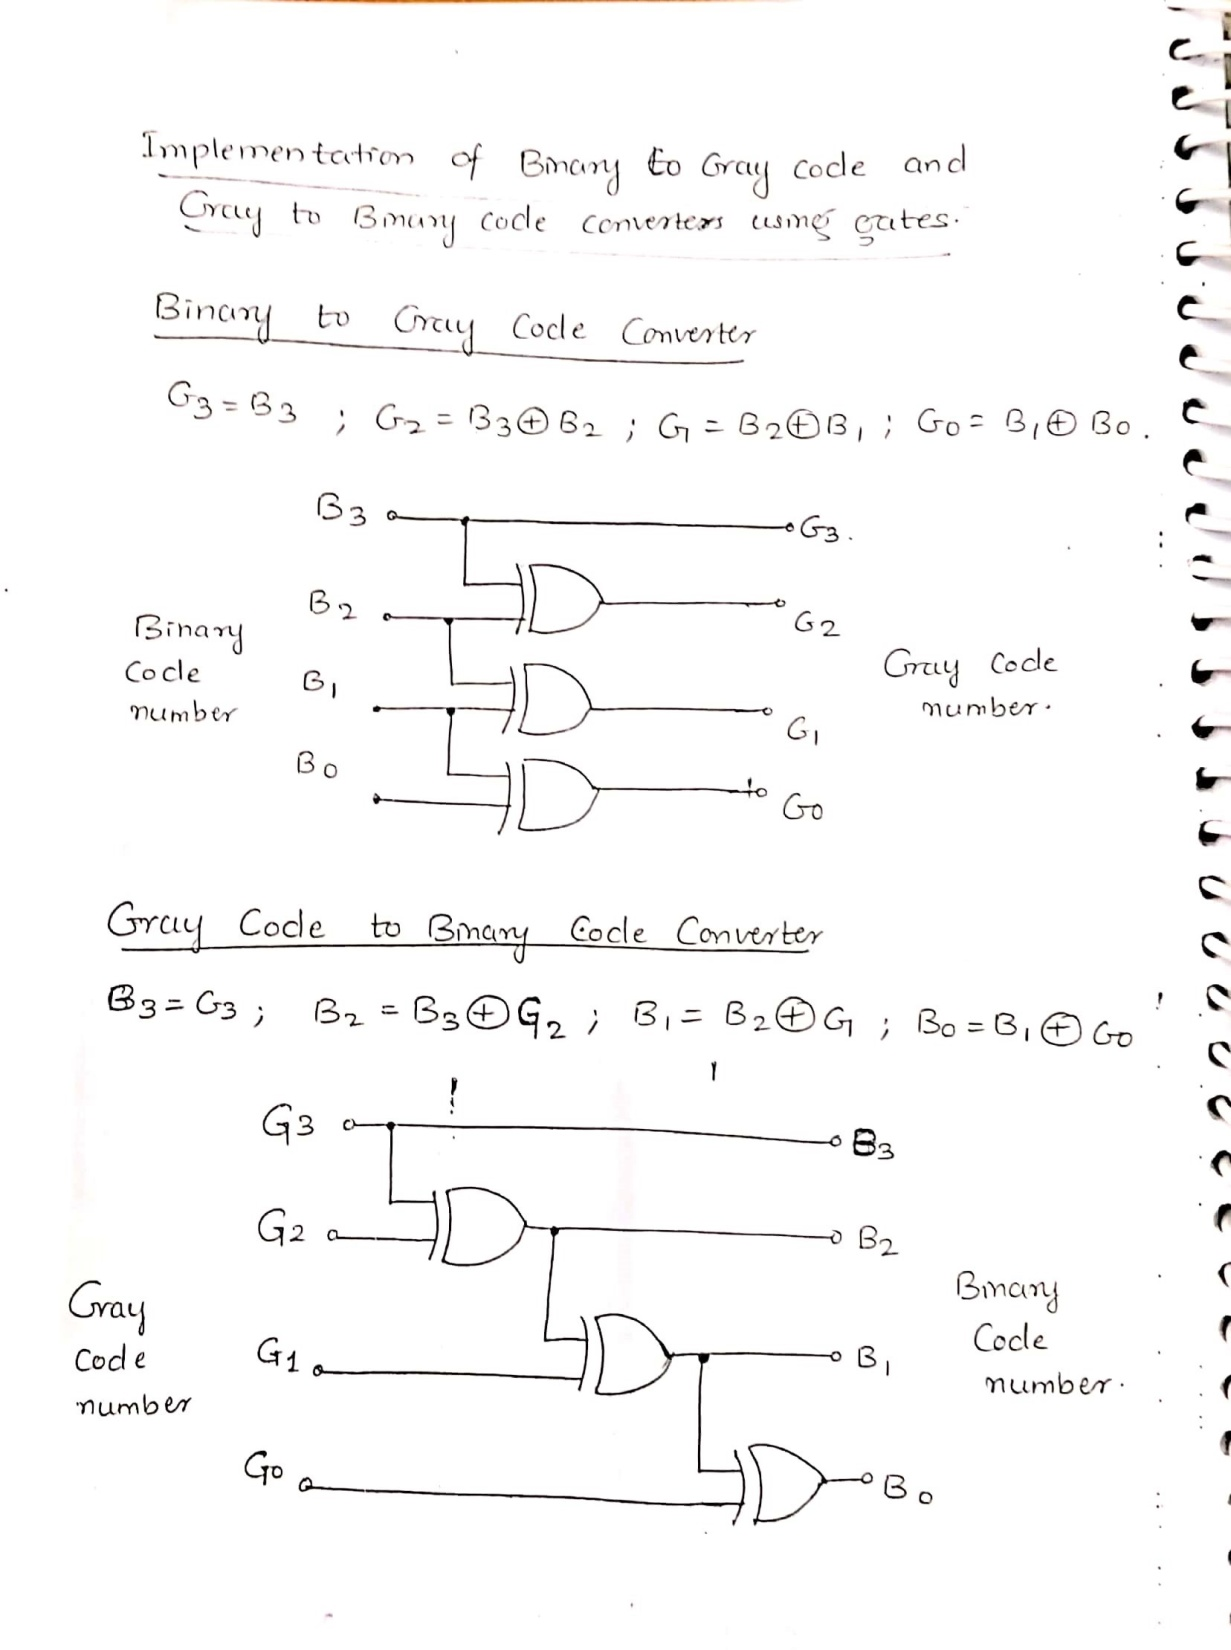 Implementation of Binary to Gray code and
Gray to Binary code converters using gates.
Binary to Gray Code Converter
G3 = B3 ; G2 = B3 ⊕ B2 ; G1 = B2 ⊕ B1 ; G0 = B1 ⊕ B0.
B3
G3.
B2
G2
Binary
Code
number
B1
G1
Gray Code
number.
B0
G0
Gray Code to Binary Code Converter
B3 = G3 ; B2 = B3 ⊕ G2 ; B1 = B2 ⊕ G1 ; B0 = B1 ⊕ G0
G3
B3
G2
B2
Gray
Code
number
G1
B1
Binary
Code
number.
G0
B0